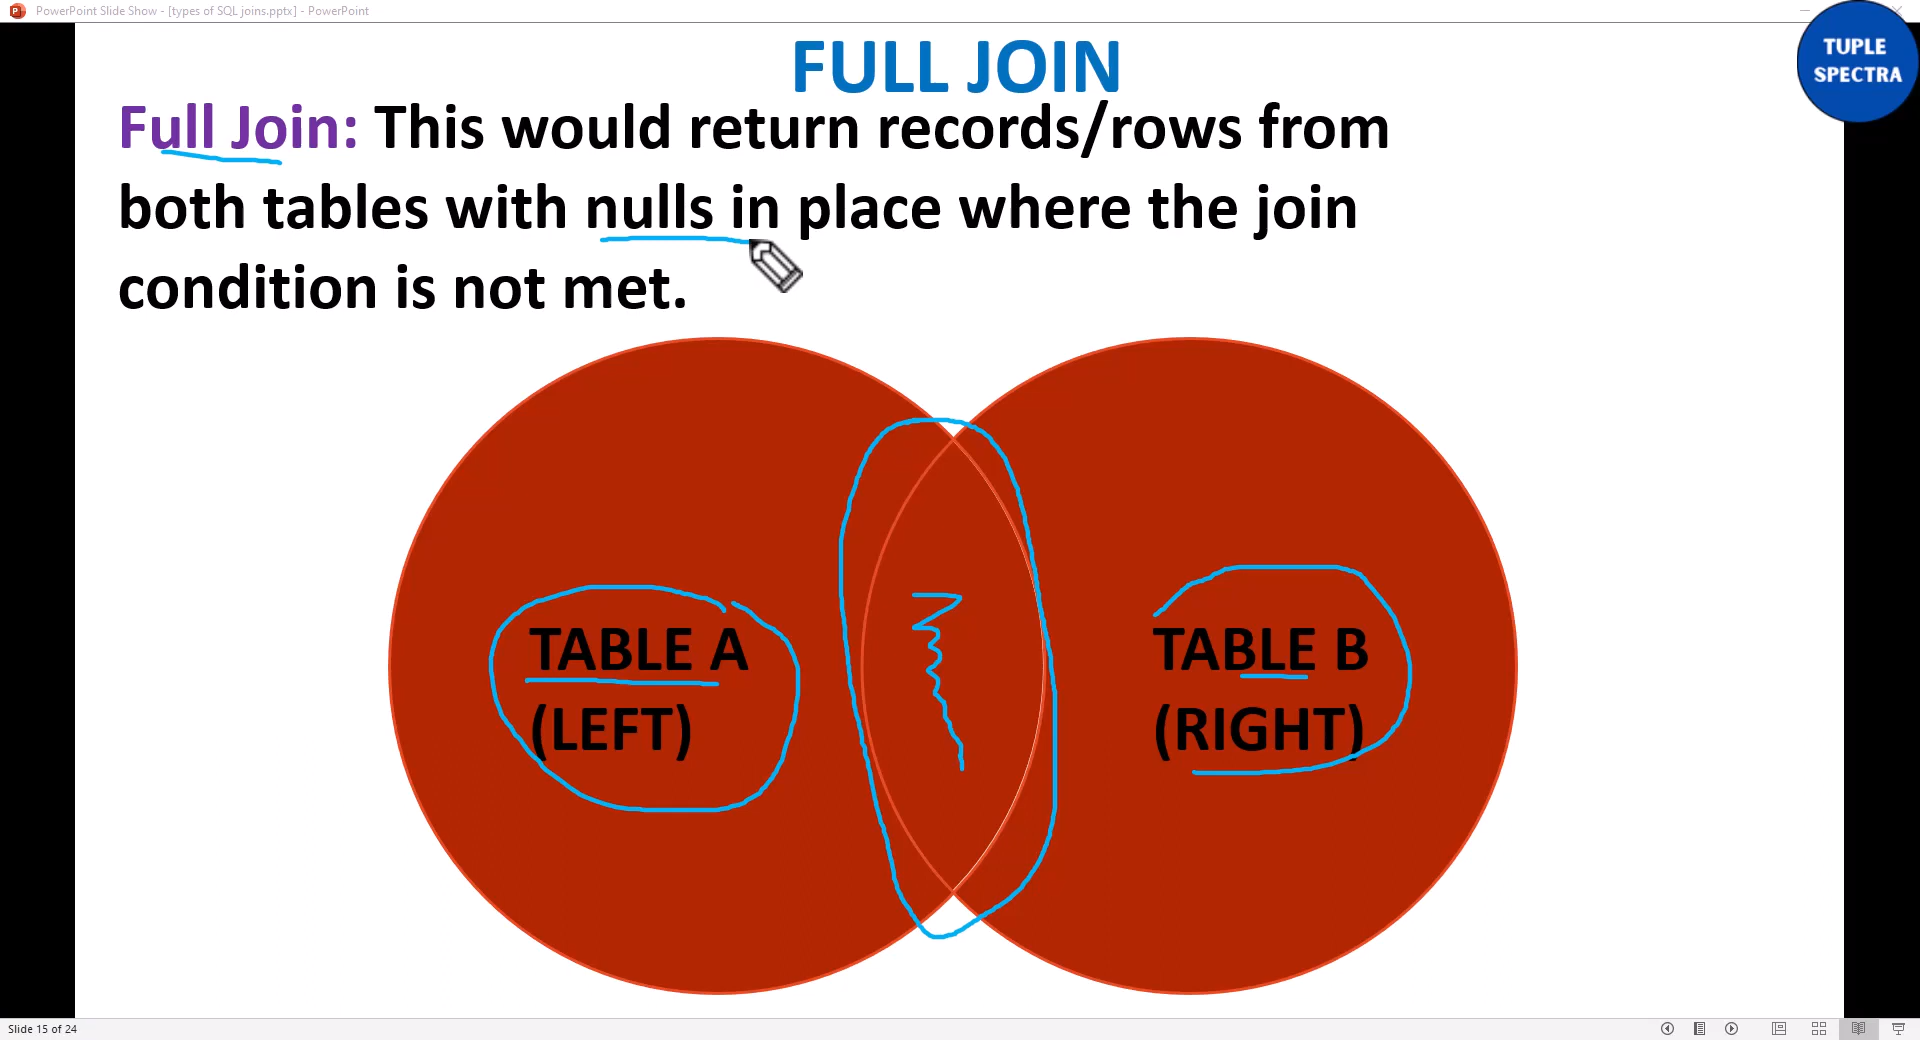 PowerPoint Slide Show - [types of SQL joins.pptx] - PowerPoint
TUPLE
SPECTRA
FULL JOIN
Full Join: This would return records/rows from
both tables with nulls in place where the join
condition is not met.
TABLE A
(LEFT)
TABLE B
(RIGHT)
Slide 15 of 24